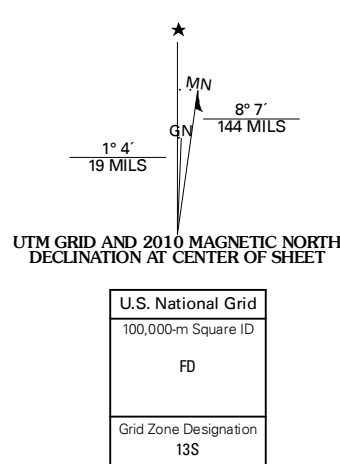 MN
8° 7´
144 MILS
GN
1° 4´
19 MILS
UTM GRID AND 2010 MAGNETIC NORTH
DECLINATION AT CENTER OF SHEET
U.S. National Grid
100,000-m Square ID
FD
Grid Zone Designation
13S